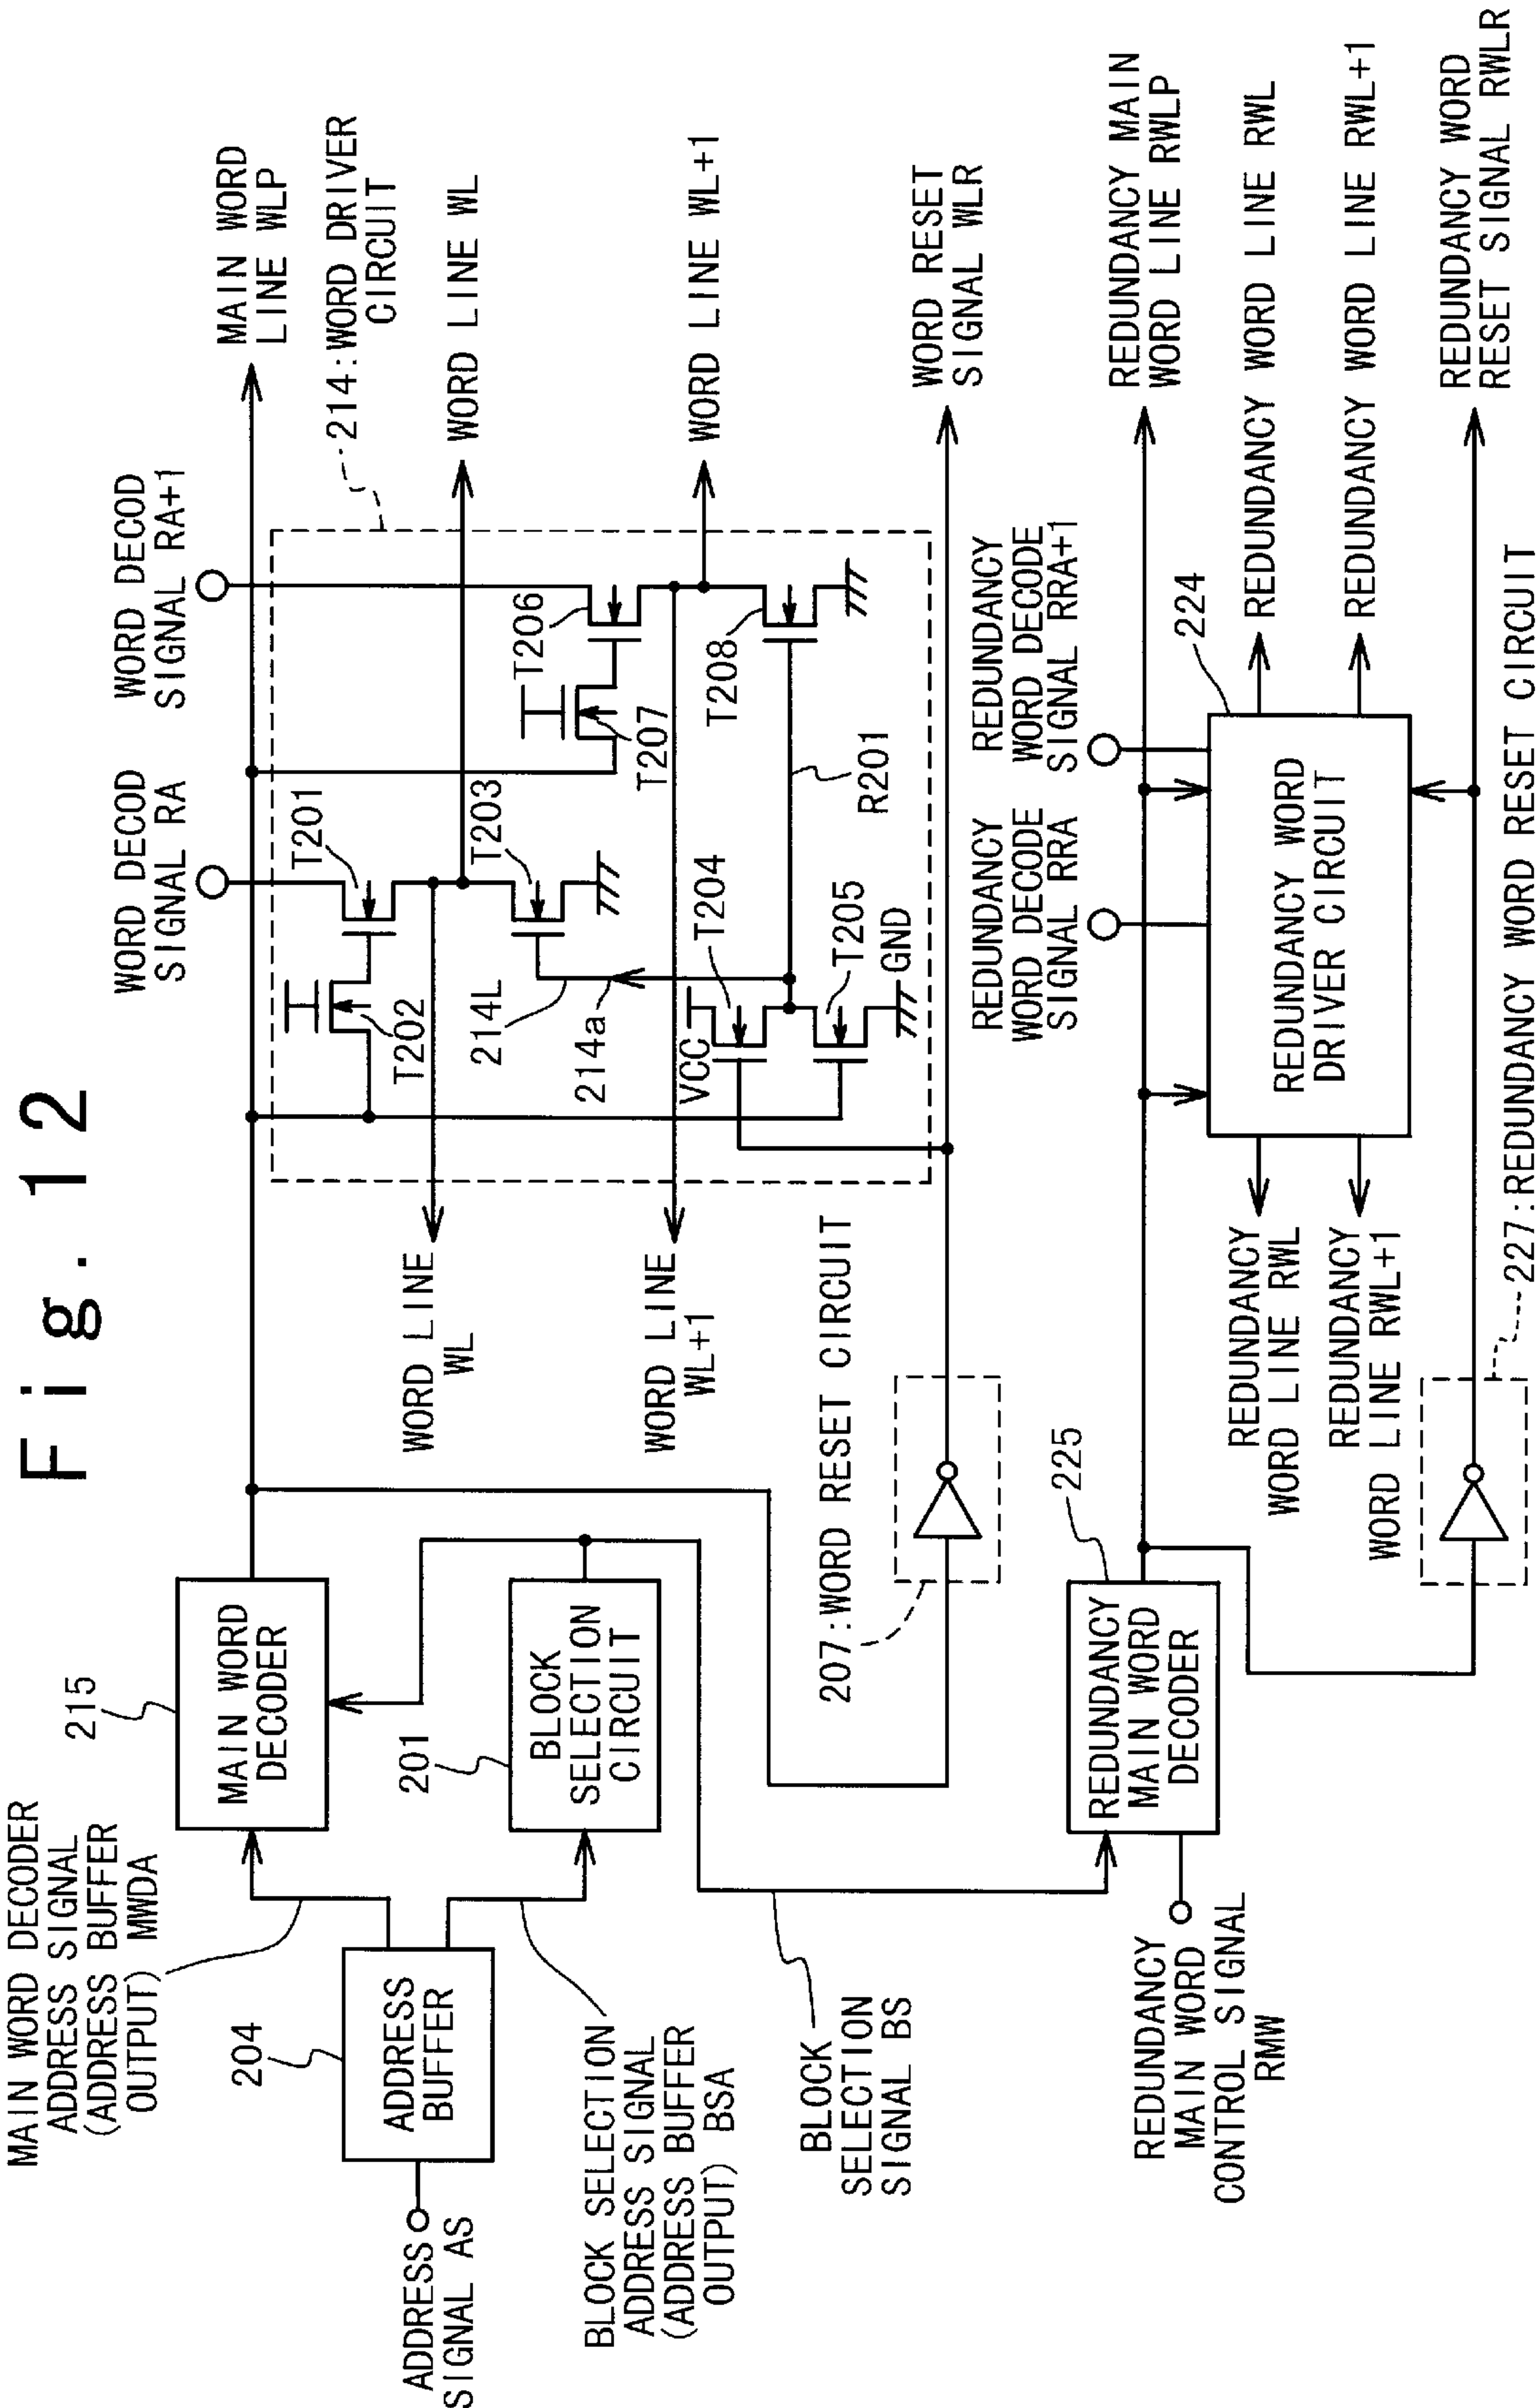 Fig. 12
MAIN WORD DECODER
ADDRESS SIGNAL
(ADDRESS BUFFER
OUTPUT) MWDA
215
MAIN WORD
DECODER
204
ADDRESS
BUFFER
ADDRESS
SIGNAL AS
201
BLOCK
SELECTION
CIRCUIT
BLOCK SELECTION
ADDRESS SIGNAL
(ADDRESS BUFFER
OUTPUT) BSA
BLOCK
SELECTION
SIGNAL BS
WORD DECOD
SIGNAL RA
WORD DECOD
SIGNAL RA+1
MAIN WORD
LINE WLP
214:WORD DRIVER
CIRCUIT
T201
T202
T203
T206
T207
WORD LINE
WL
WORD LINE WL
214L
214a
VCC
T204
T205
GND
T208
R201
WORD LINE
WL+1
WORD LINE WL+1
207:WORD RESET CIRCUIT
WORD RESET
SIGNAL WLR
225
REDUNDANCY
MAIN WORD
DECODER
REDUNDANCY
MAIN WORD
CONTROL SIGNAL
RMW
REDUNDANCY
WORD DECODE
SIGNAL RRA
REDUNDANCY
WORD DECODE
SIGNAL RRA+1
REDUNDANCY MAIN
WORD LINE RWLP
224
REDUNDANCY WORD
DRIVER CIRCUIT
REDUNDANCY
WORD LINE RWL
REDUNDANCY WORD LINE RWL
REDUNDANCY
WORD LINE RWL+1
REDUNDANCY WORD LINE RWL+1
REDUNDANCY WORD
RESET SIGNAL RWLR
227:REDUNDANCY WORD RESET CIRCUIT